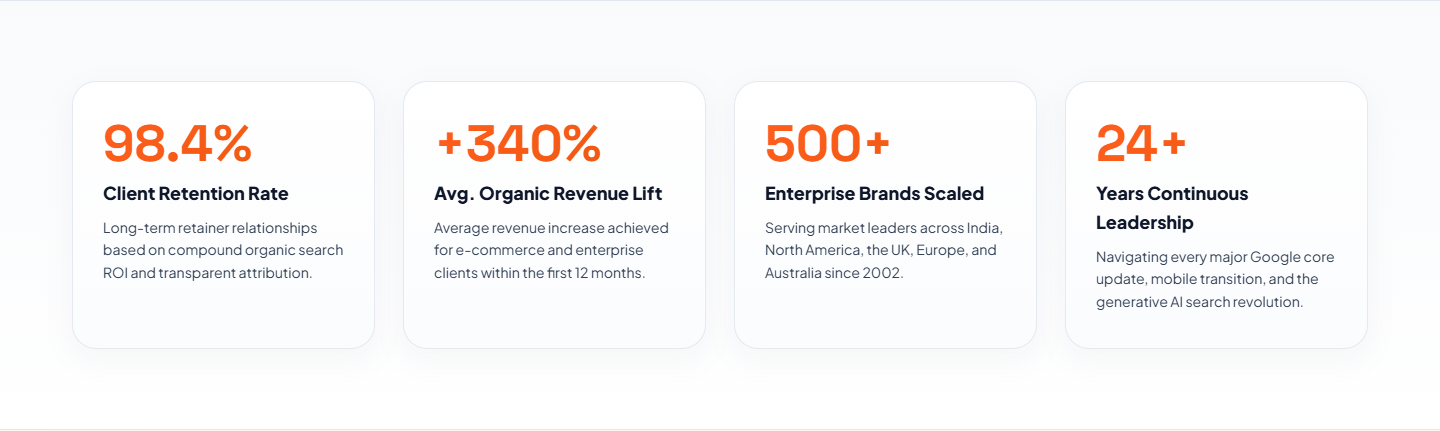 98.4%
Client Retention Rate
Long-term retainer relationships
based on compound organic search
ROI and transparent attribution.
+340%
Avg. Organic Revenue Lift
Average revenue increase achieved
for e-commerce and enterprise
clients within the first 12 months.
500+
Enterprise Brands Scaled
Serving market leaders across India,
North America, the UK, Europe, and
Australia since 2002.
24+
Years Continuous
Leadership
Navigating every major Google core
update, mobile transition, and the
generative AI search revolution.